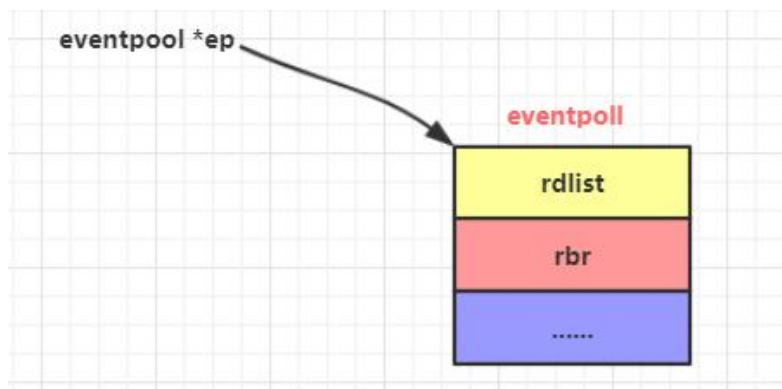 eventpool *ep
eventpoll
rdlist
rbr
......